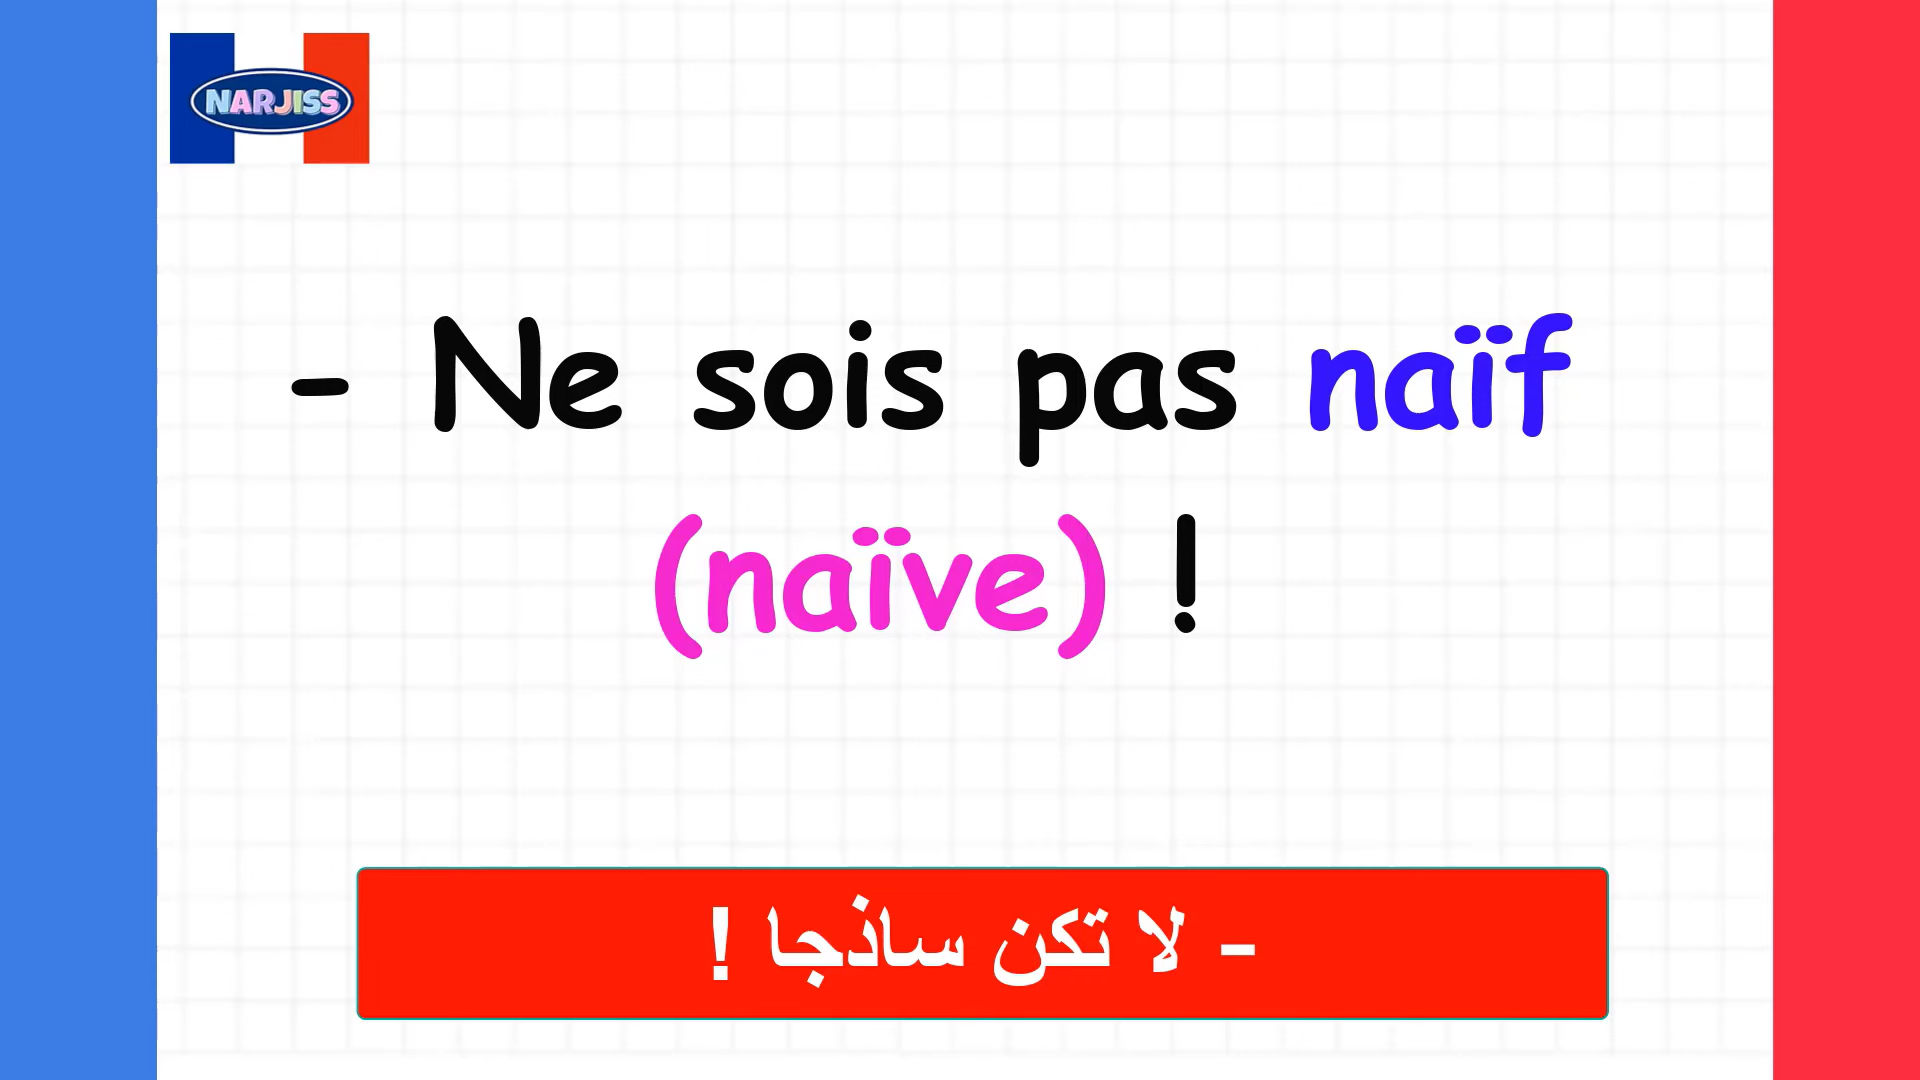 NARJISS
- Ne sois pas naïf
(naïve) !
- لا تكن ساذجا !